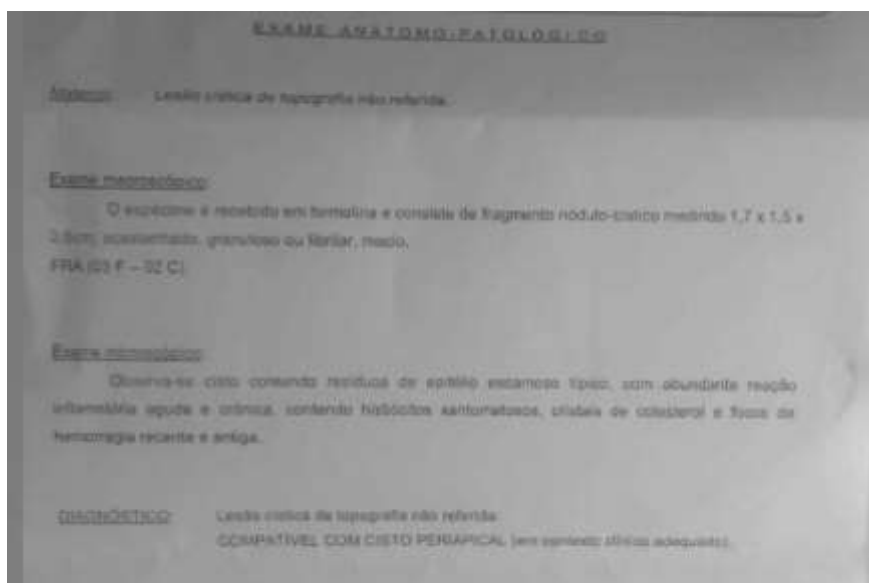 EXAME ANATOMO-PATOLOGICO
Material: Lesão cística de topografia não referida.
Exame macroscópico:
O espécime é recebido em formalina e consiste de fragmento nódulo-cístico medindo 1,7 x 1,5 x
acastanhado, granuloso ou fibrilar, macio.
FRA (03 F – 02 C)
Exame microscópico:
Observa-se cisto contendo resíduos de epitélio escamoso típico, com abundante reação
inflamatória aguda e crônica, contendo histiócitos xantomatosos, cristais de colesterol e focos de
hemorragia recente e antiga.
DIAGNÓSTICO: Lesão cística de topografia não referida:
COMPATÍVEL COM CISTO PERIAPICAL (em contexto clínico adequado).